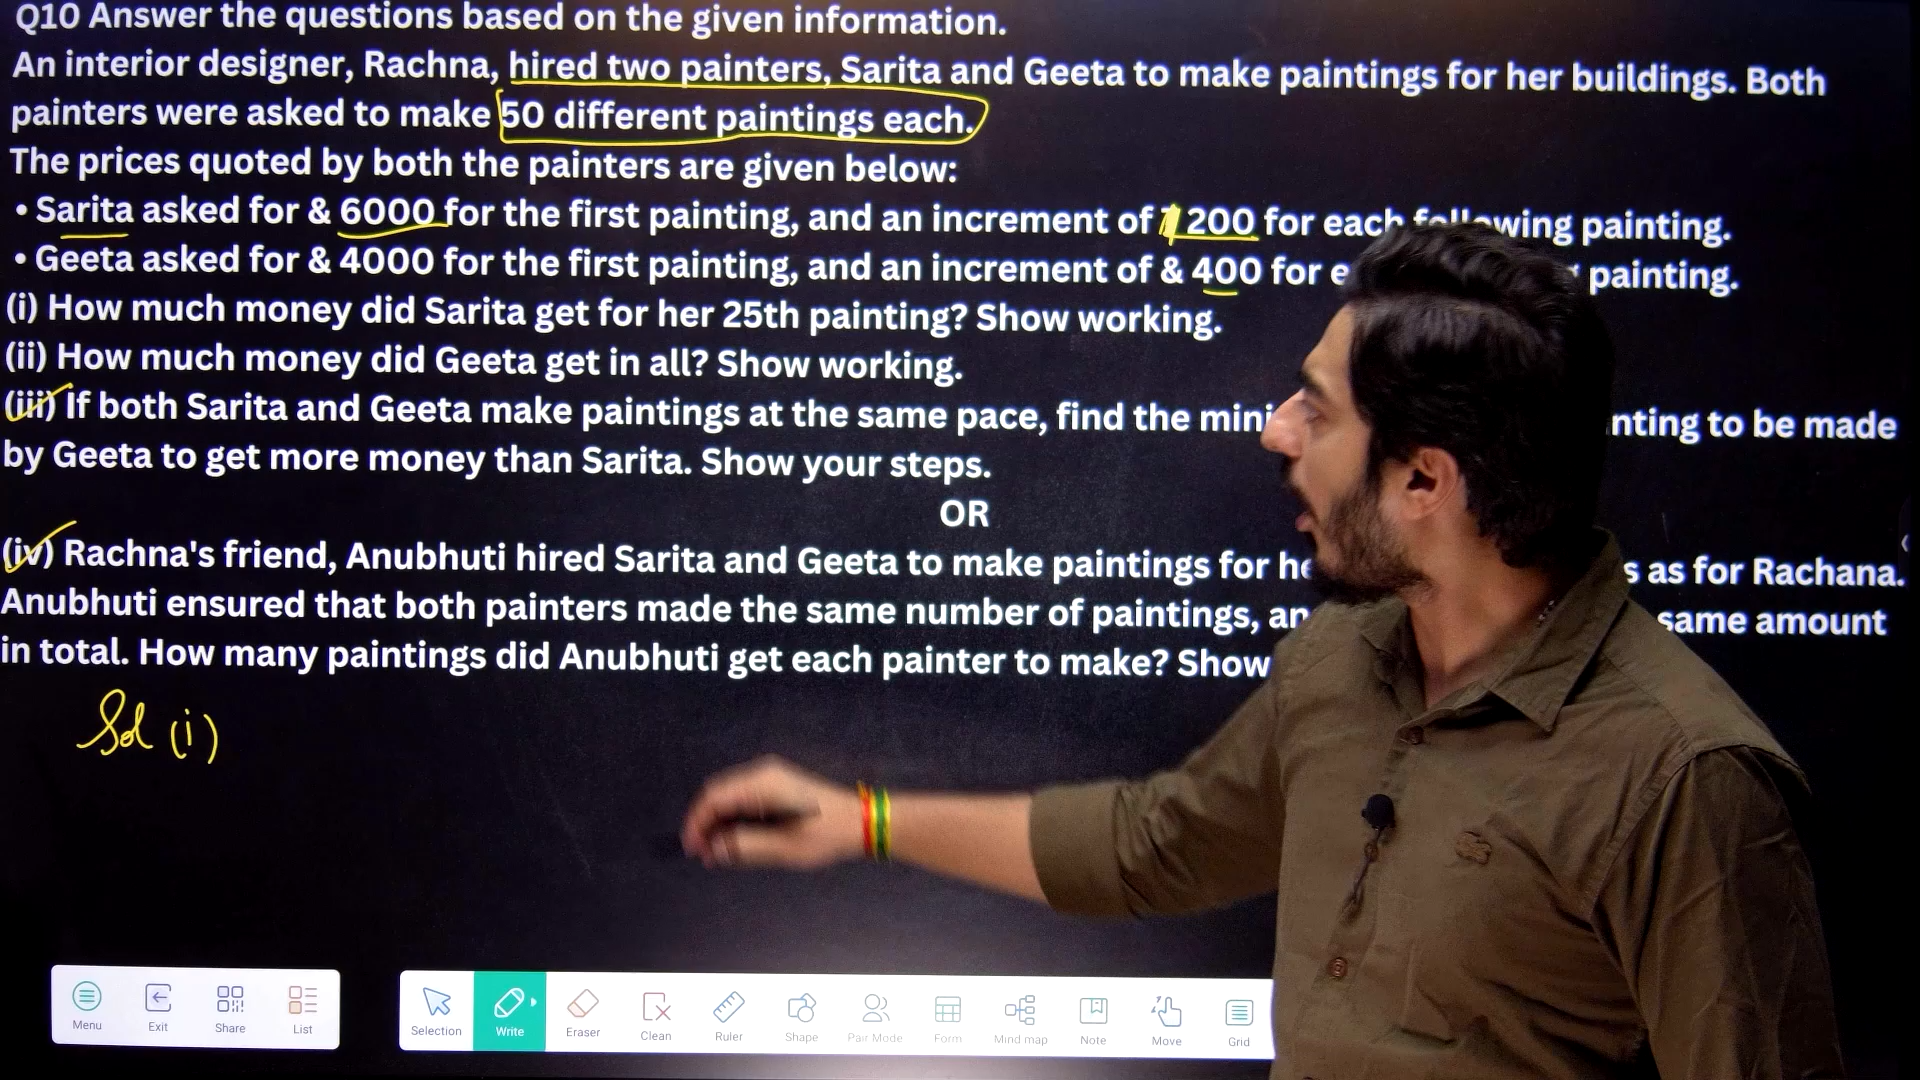 Q10 Answer the questions based on the given information.
An interior designer, Rachna, hired two painters, Sarita and Geeta to make paintings for her buildings. Both
painters were asked to make 50 different paintings each.
The prices quoted by both the painters are given below:
• Sarita asked for & 6000 for the first painting, and an increment of 200 for each following painting.
• Geeta asked for & 4000 for the first painting, and an increment of & 400 for painting.
(i) How much money did Sarita get for her 25th painting? Show working.
(ii) How much money did Geeta get in all? Show working.
(iii) If both Sarita and Geeta make paintings at the same pace, find the to be made
by Geeta to get more money than Sarita. Show your steps.
OR
(iv) Rachna's friend, Anubhuti hired Sarita and Geeta to make paintings for as for Rachana.
Anubhuti ensured that both painters made the same number of paintings, same amount
in total. How many paintings did Anubhuti get each painter to make? Show
Sol (i)
Menu Exit Share List Selection Write Eraser Clean Ruler Shape Pair Mode Form Mind map Note Move Grid